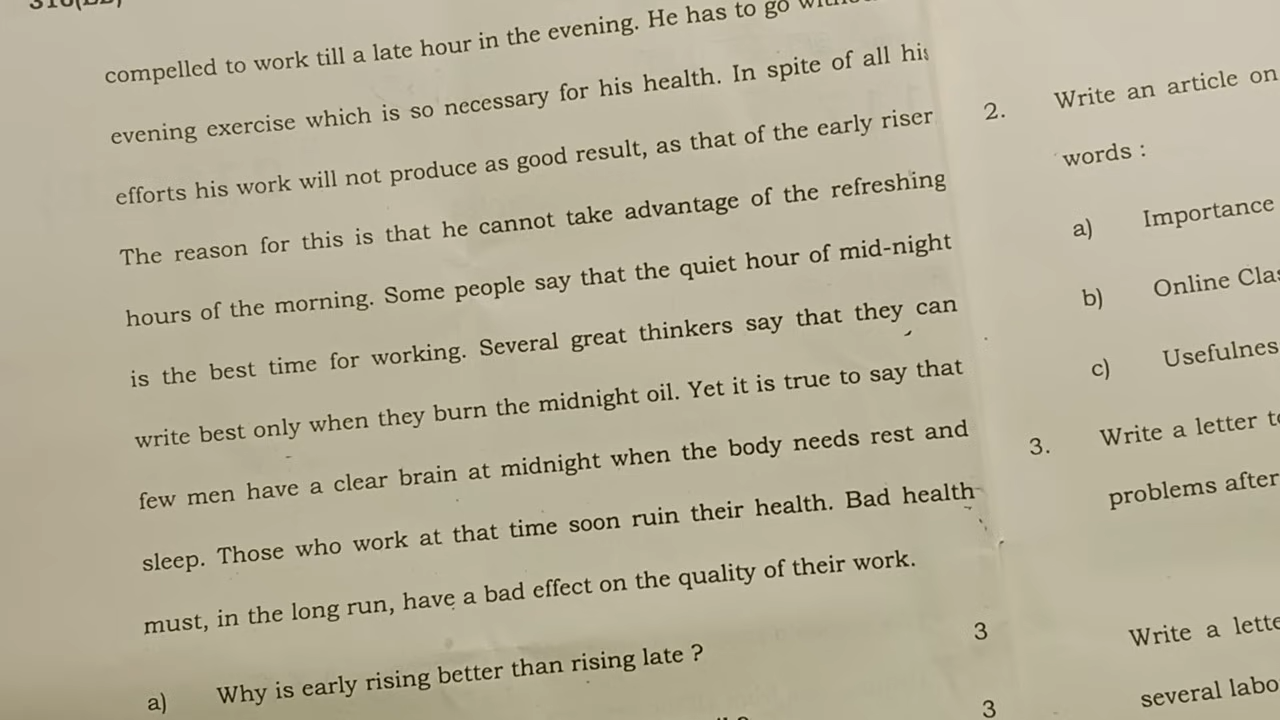 compelled to work till a late hour in the evening. He has to go
evening exercise which is so necessary for his health. In spite of all his
efforts his work will not produce as good result, as that of the early riser
The reason for this is that he cannot take advantage of the refreshing
hours of the morning. Some people say that the quiet hour of mid-night
is the best time for working. Several great thinkers say that they can
write best only when they burn the midnight oil. Yet it is true to say that
few men have a clear brain at midnight when the body needs rest and
sleep. Those who work at that time soon ruin their health. Bad health
must, in the long run, have a bad effect on the quality of their work.
a) Why is early rising better than rising late ? 3
3
2. Write an article on
words :
a) Importance
b) Online
c)
3. Write a letter
problems after
Write a
several